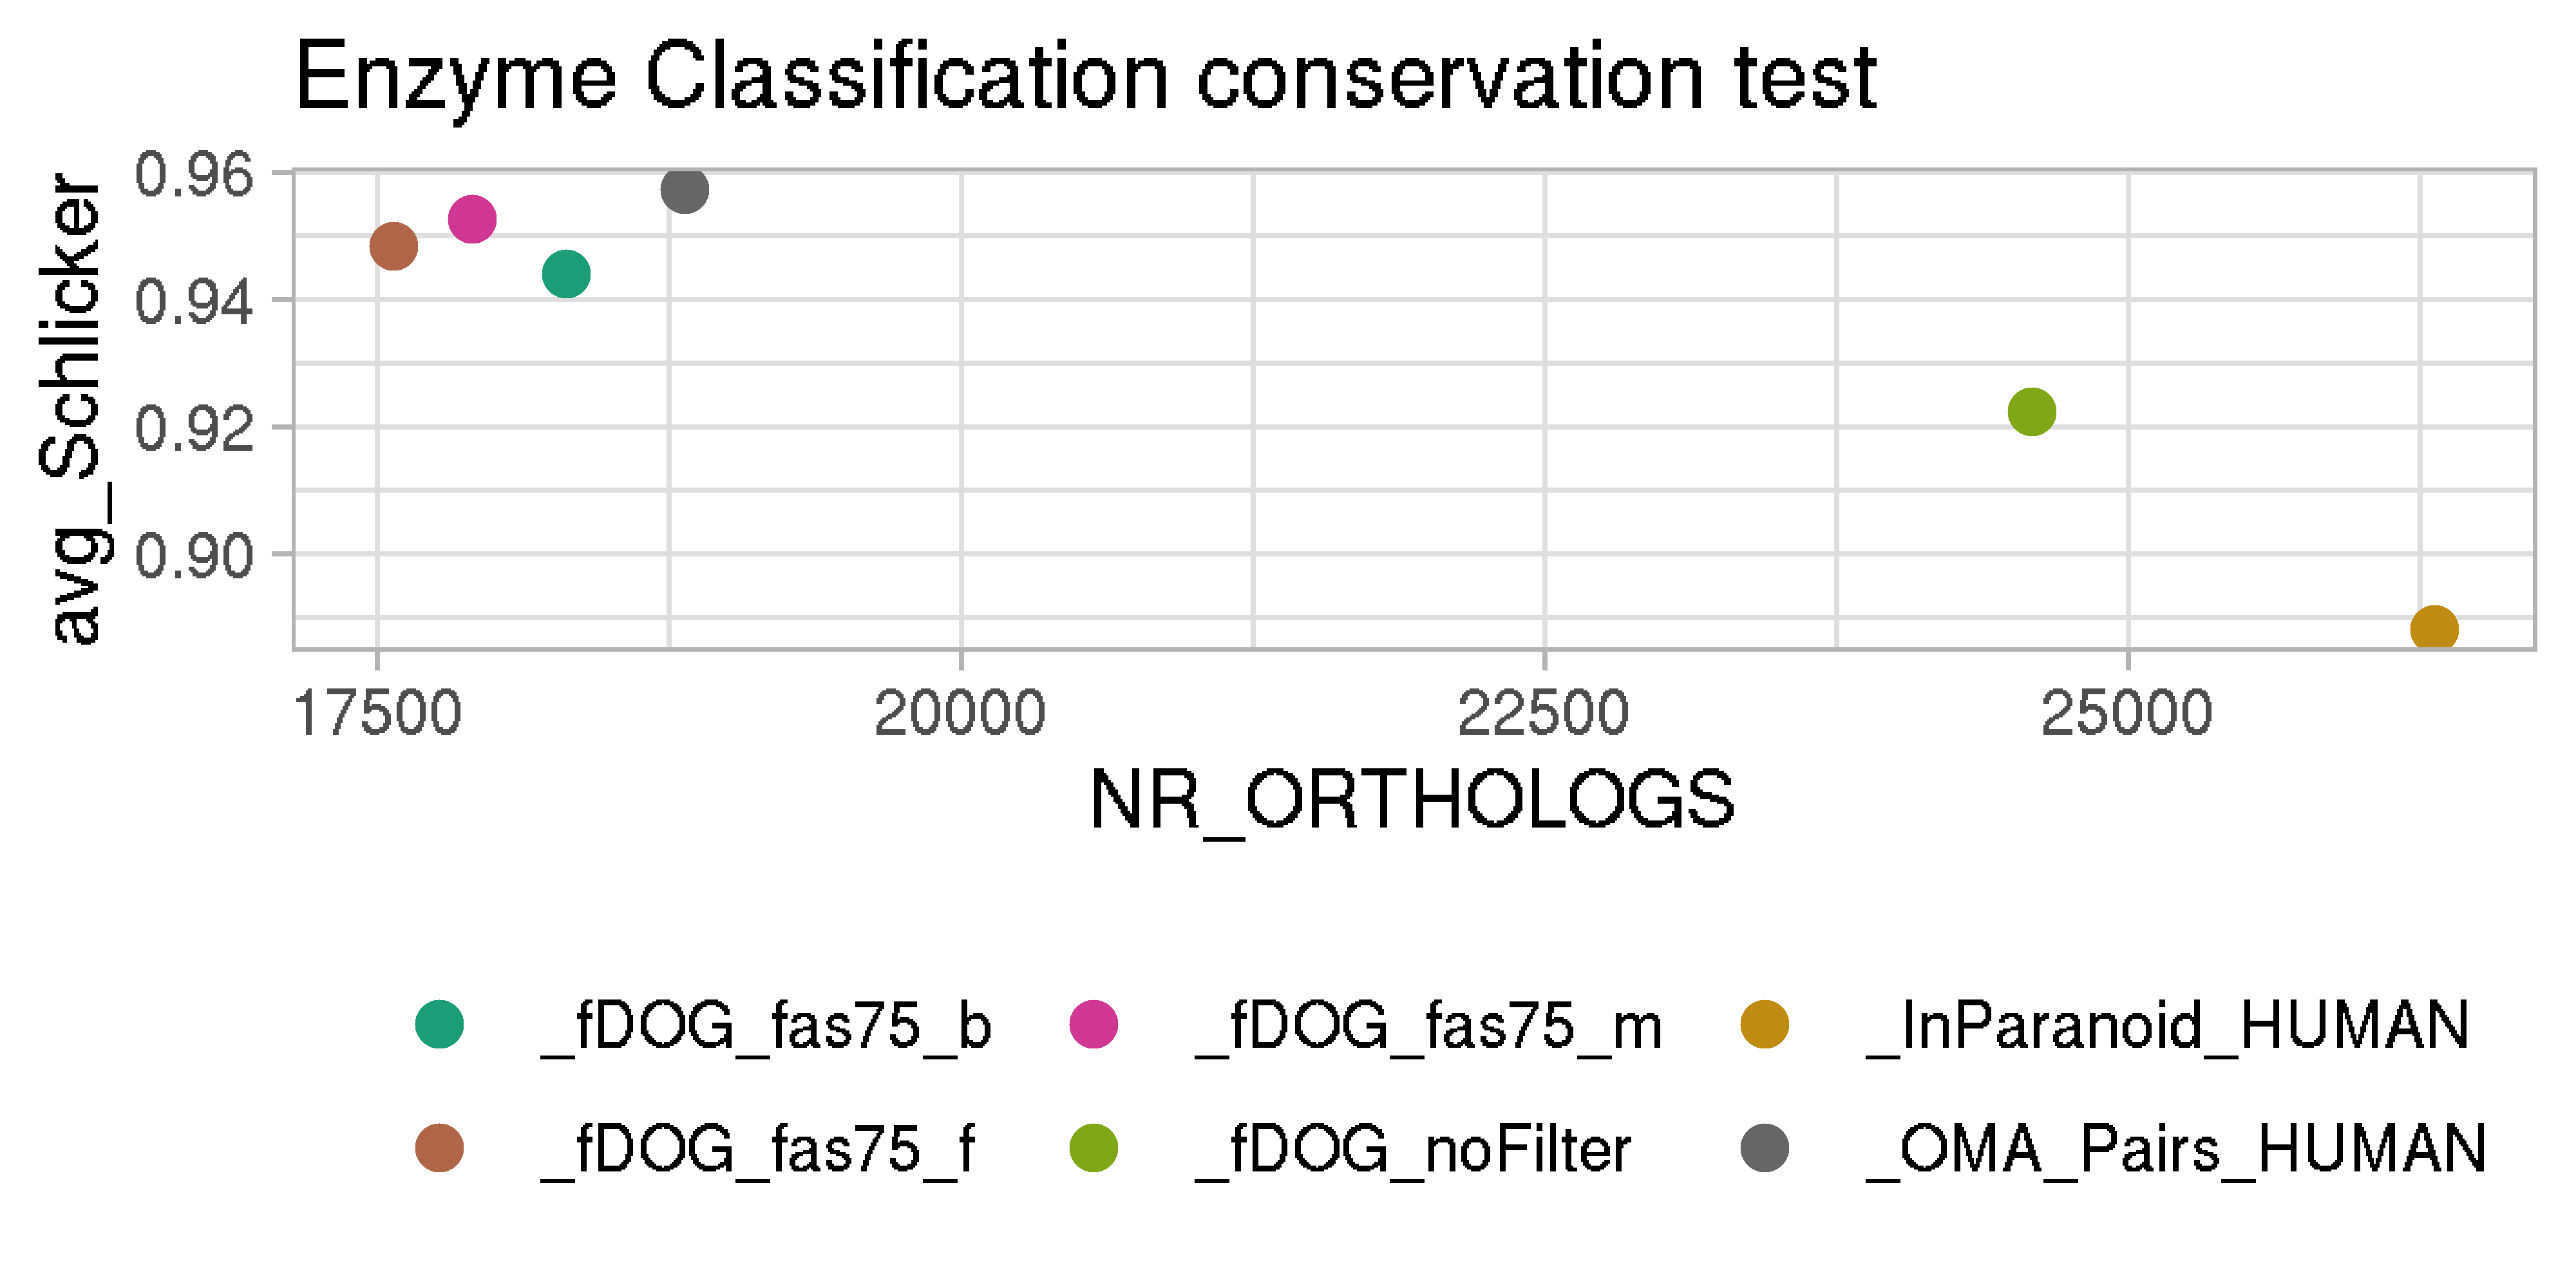 Enzyme Classification conservation test
avg_Schlicker
0.96
0.94
0.92
0.90
17500 20000 22500 25000
NR_ORTHOLOGS
_fDOG_fas75_b _fDOG_fas75_m _InParanoid_HUMAN
_fDOG_fas75_f _fDOG_noFilter _OMA_Pairs_HUMAN